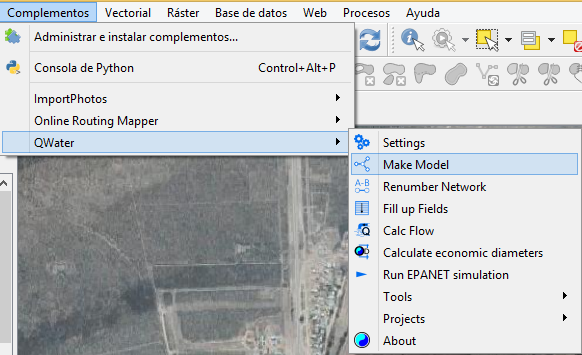 Complementos Vectorial Ráster Base de datos Web Procesos Ayuda
Administrar e instalar complementos...
Consola de Python Control+Alt+P
ImportPhotos
Online Routing Mapper
QWater
Settings
Make Model
A-B Renumber Network
Fill up Fields
Calc Flow
Calculate economic diameters
Run EPANET simulation
Tools
Projects
About